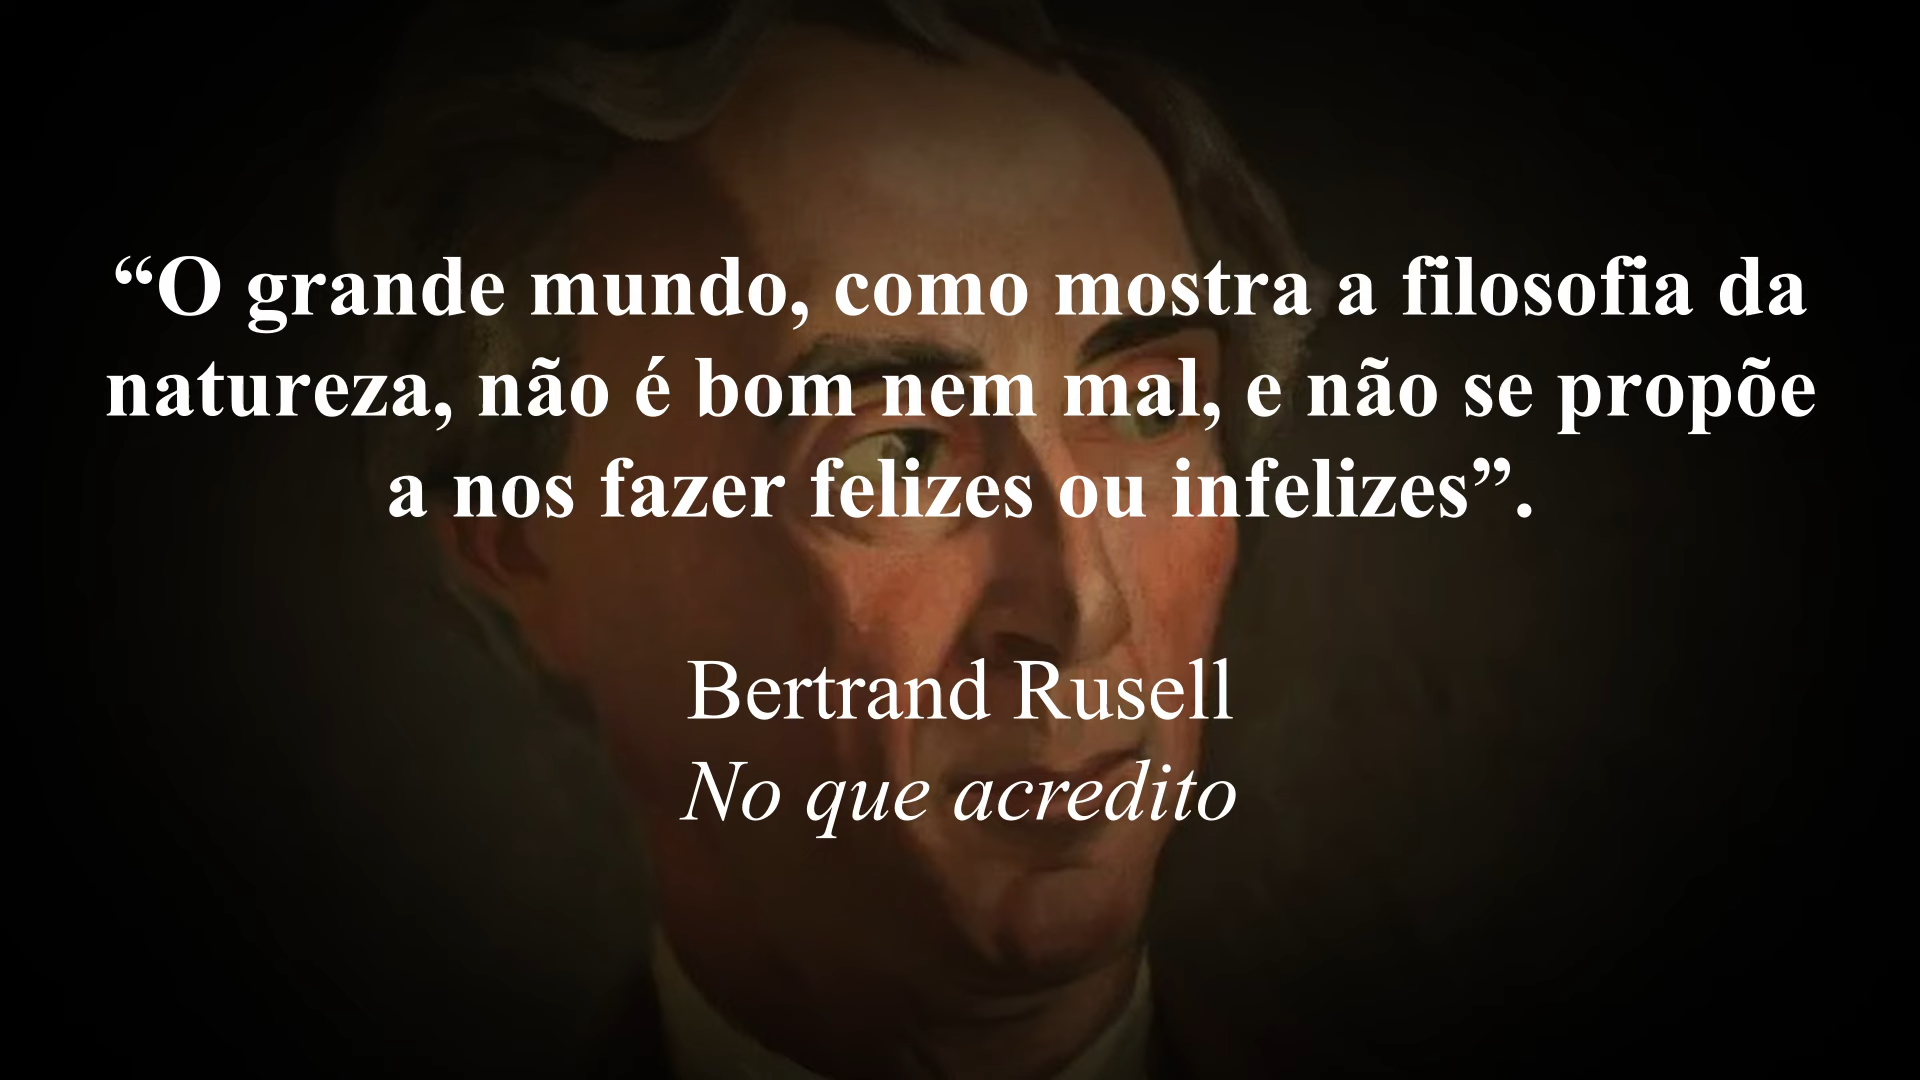 “O grande mundo, como mostra a filosofia da
natureza, não é bom nem mal, e não se propõe
a nos fazer felizes ou infelizes”.
Bertrand Rusell
No que acredito